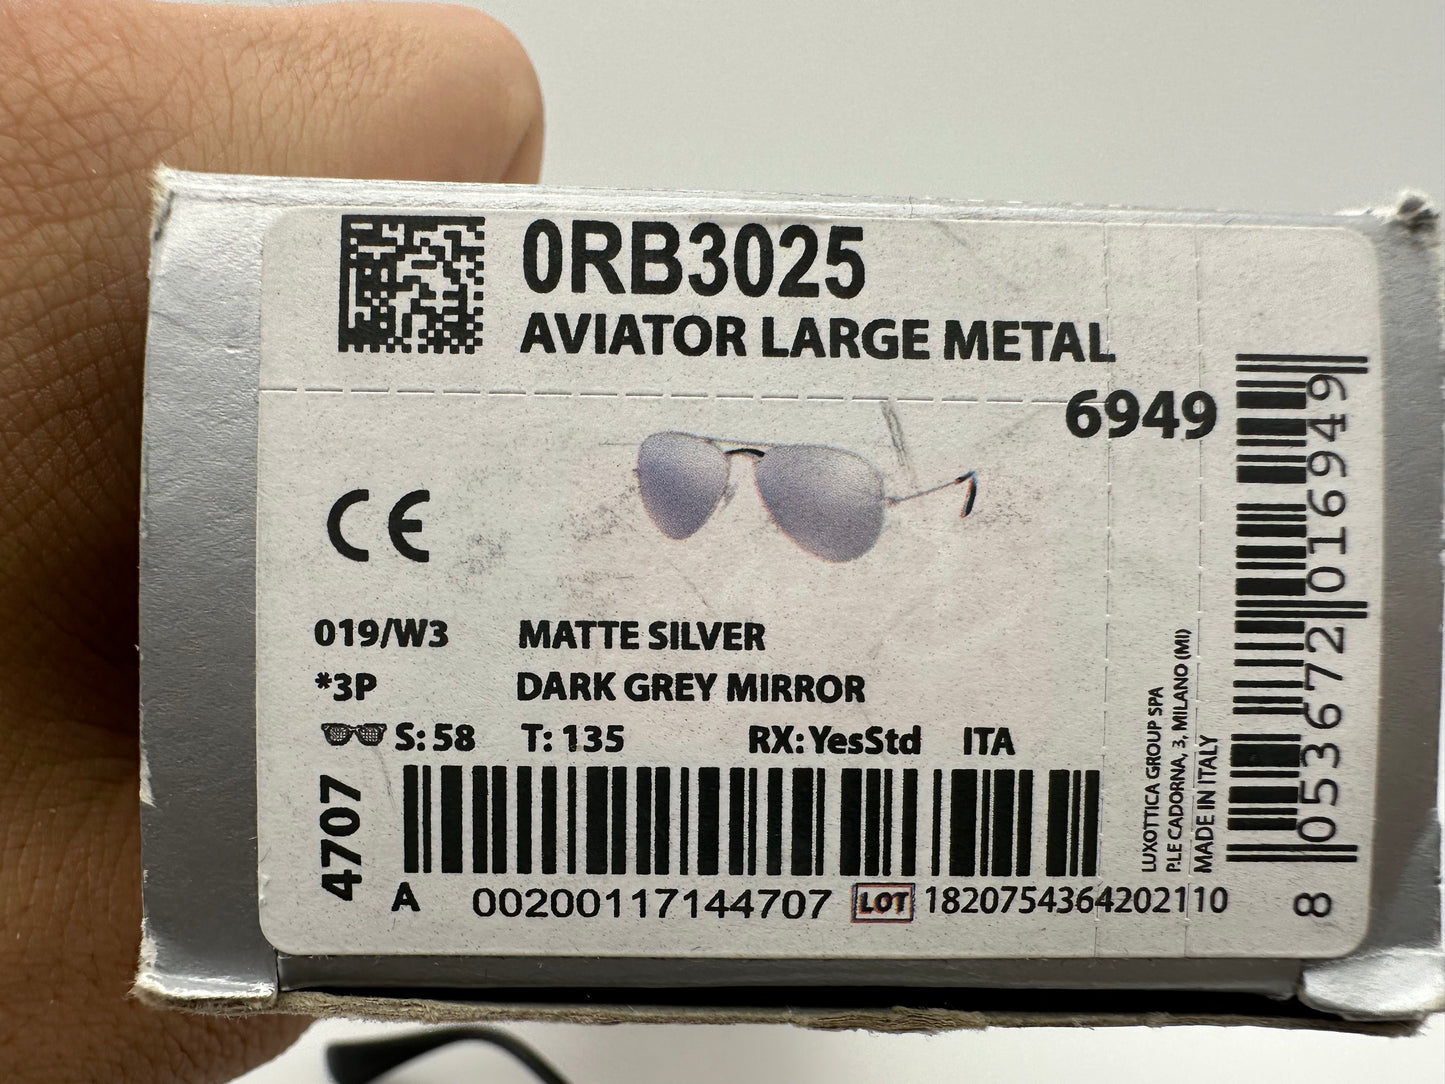 0RB3025
AVIATOR LARGE METAL
6949
CE
019/W3 MATTE SILVER
*3P DARK GREY MIRROR
S: 58 T: 135 RX: YesStd ITA
4707
A 00200117144707 LOT 1820754364202110
LUXOTTICA GROUP SPA
P.LE CADORNA, 3, MILANO (MI)
MADE IN ITALY
8 053672 016949